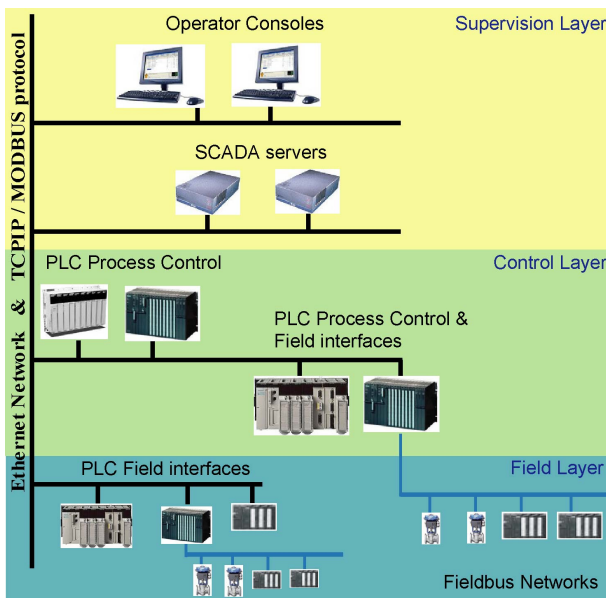 Operator Consoles
Supervision Layer
SCADA servers
PLC Process Control
Control Layer
PLC Process Control &
Field interfaces
PLC Field interfaces
Field Layer
Fieldbus Networks
Ethernet Network & TCPIP / MODBUS protocol